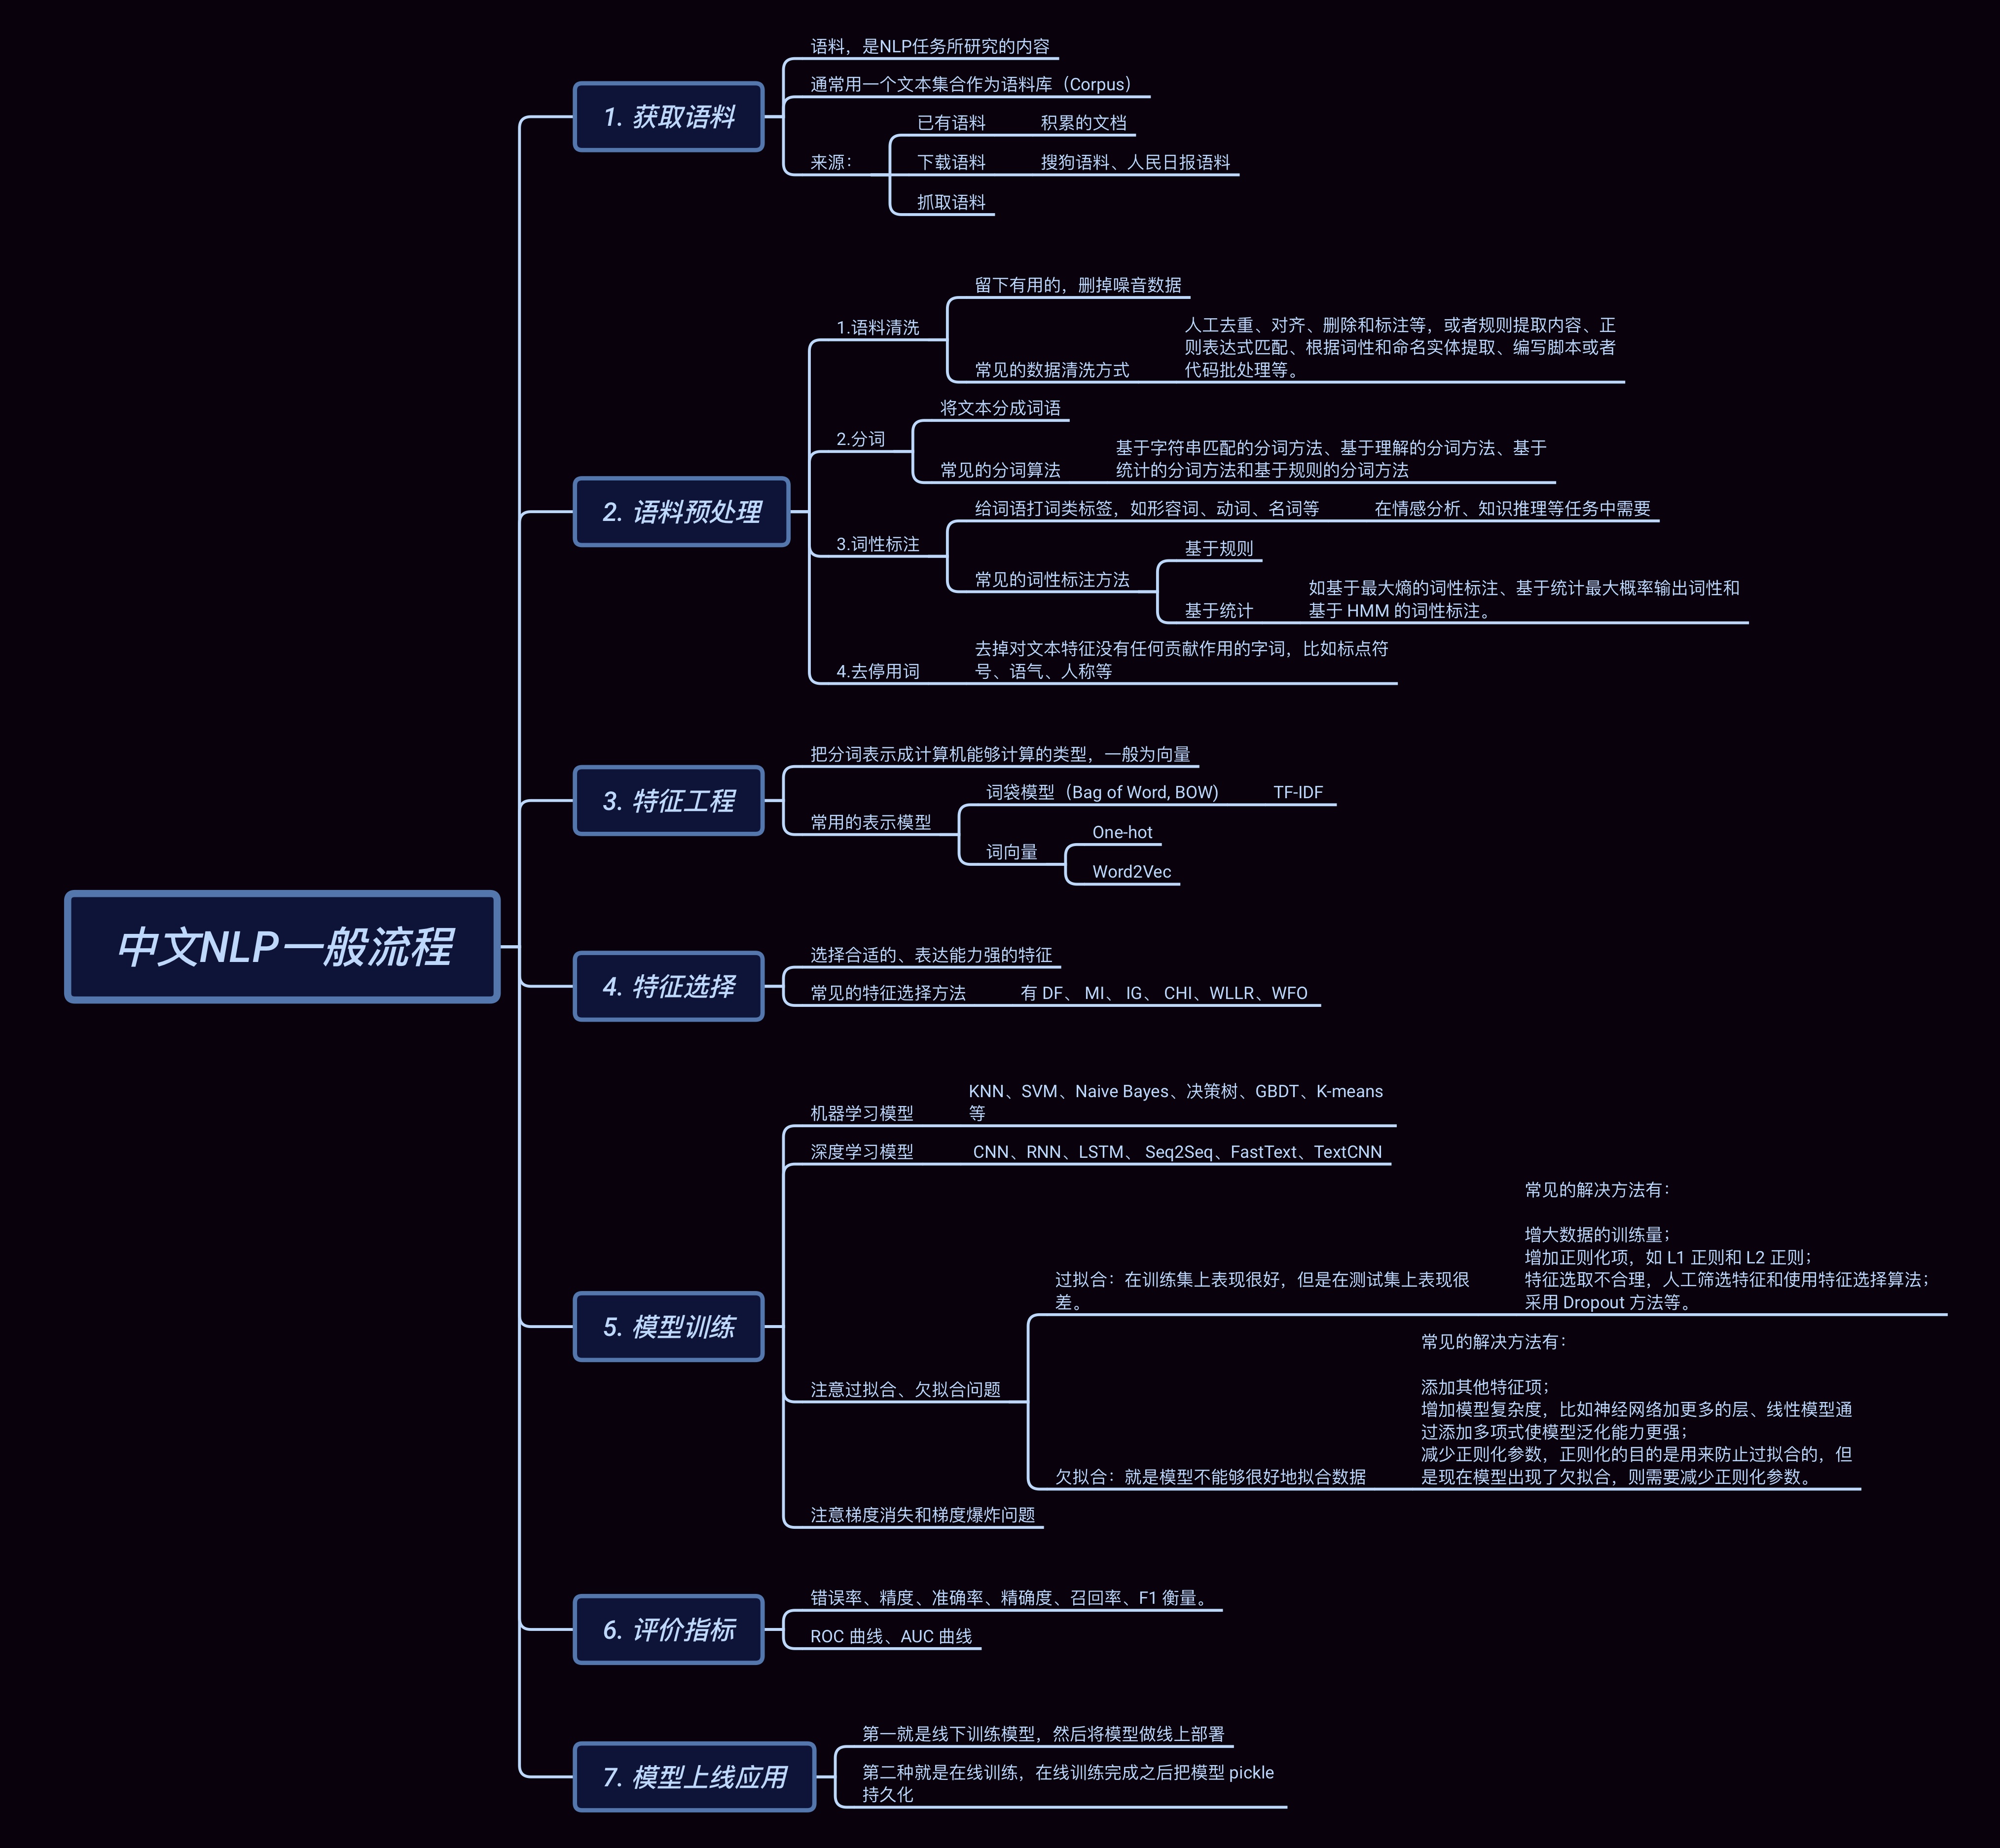 中文NLP一般流程
1. 获取语料
语料，是NLP任务所研究的内容
通常用一个文本集合作为语料库（Corpus）
来源：
已有语料
积累的文档
下载语料
搜狗语料、人民日报语料
抓取语料
2. 语料预处理
1.语料清洗
留下有用的，删掉噪音数据
常见的数据清洗方式
人工去重、对齐、删除和标注等，或者规则提取内容、正
则表达式匹配、根据词性和命名实体提取、编写脚本或者
代码批处理等。
2.分词
将文本分成词语
常见的分词算法
基于字符串匹配的分词方法、基于理解的分词方法、基于
统计的分词方法和基于规则的分词方法
3.词性标注
给词语打词类标签，如形容词、动词、名词等
在情感分析、知识推理等任务中需要
常见的词性标注方法
基于规则
基于统计
如基于最大熵的词性标注、基于统计最大概率输出词性和
基于 HMM 的词性标注。
4.去停用词
去掉对文本特征没有任何贡献作用的字词，比如标点符
号、语气、人称等
3. 特征工程
把分词表示成计算机能够计算的类型，一般为向量
常用的表示模型
词袋模型（Bag of Word, BOW)
TF-IDF
词向量
One-hot
Word2Vec
4. 特征选择
选择合适的、表达能力强的特征
常见的特征选择方法
有 DF、 MI、 IG、 CHI、WLLR、WFO
5. 模型训练
机器学习模型
KNN、SVM、Naive Bayes、决策树、GBDT、K-means
等
深度学习模型
CNN、RNN、LSTM、 Seq2Seq、FastText、TextCNN
注意过拟合、欠拟合问题
过拟合：在训练集上表现很好，但是在测试集上表现很
差。
常见的解决方法有：
增大数据的训练量；
增加正则化项，如 L1 正则和 L2 正则；
特征选取不合理，人工筛选特征和使用特征选择算法；
采用 Dropout 方法等。
欠拟合：就是模型不能够很好地拟合数据
常见的解决方法有：
添加其他特征项；
增加模型复杂度，比如神经网络加更多的层、线性模型通
过添加多项式使模型泛化能力更强；
减少正则化参数，正则化的目的是用来防止过拟合的，但
是现在模型出现了欠拟合，则需要减少正则化参数。
注意梯度消失和梯度爆炸问题
6. 评价指标
错误率、精度、准确率、精确度、召回率、F1 衡量。
ROC 曲线、AUC 曲线
7. 模型上线应用
第一就是线下训练模型，然后将模型做线上部署
第二种就是在线训练，在线训练完成之后把模型 pickle
持久化